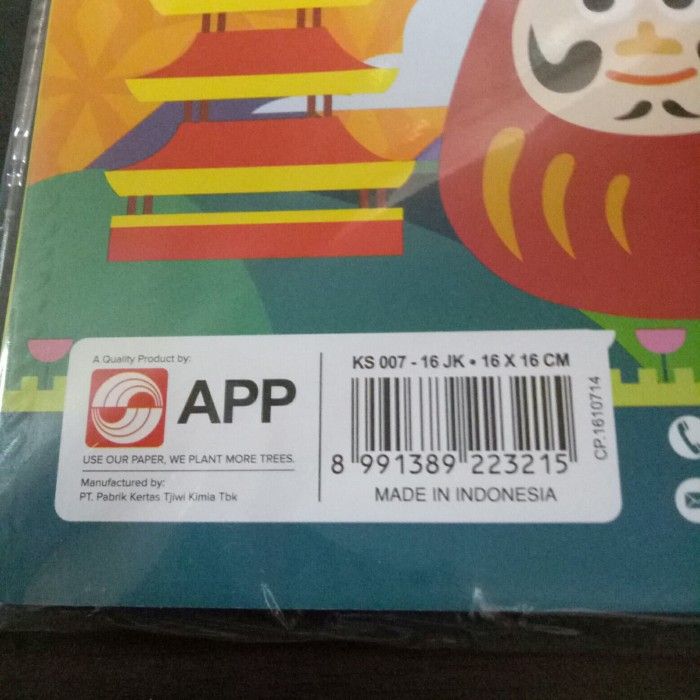 A Quality Product by:
APP
USE OUR PAPER, WE PLANT MORE TREES.
Manufactured by:
PT. Pabrik Kertas Tjiwi Kimia Tbk
KS 007 - 16 JK • 16 X 16 CM
8 991389 223215
MADE IN INDONESIA
CP.1610714